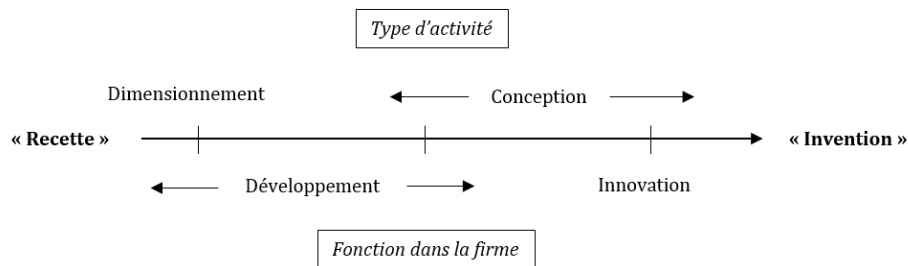 Type d’activité
Dimensionnement
Conception
« Recette »
« Invention »
Développement
Innovation
Fonction dans la firme